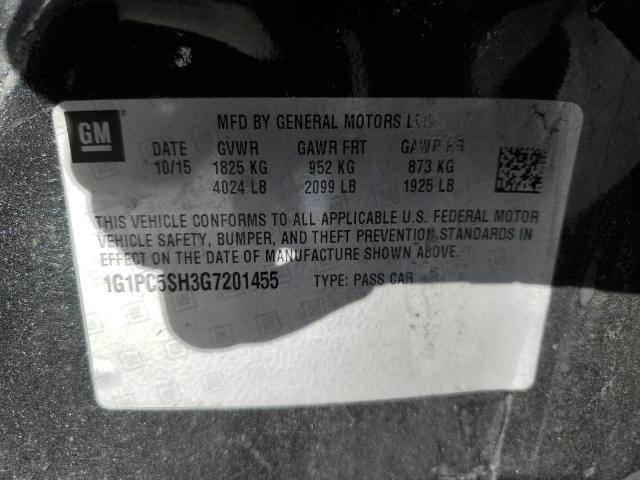 GM
MFD BY GENERAL MOTORS
DATE GVWR GAWR FRT GAWR RR
10/15 1825 KG 952 KG 873 KG
4024 LB 2099 LB 1925 LB
THIS VEHICLE CONFORMS TO ALL APPLICABLE U.S. FEDERAL MOTOR
VEHICLE SAFETY, BUMPER, AND THEFT PREVENTION STANDARDS IN
EFFECT ON THE DATE OF MANUFACTURE SHOWN ABOVE.
1G1PC5SH3G7201455 TYPE: PASS CAR